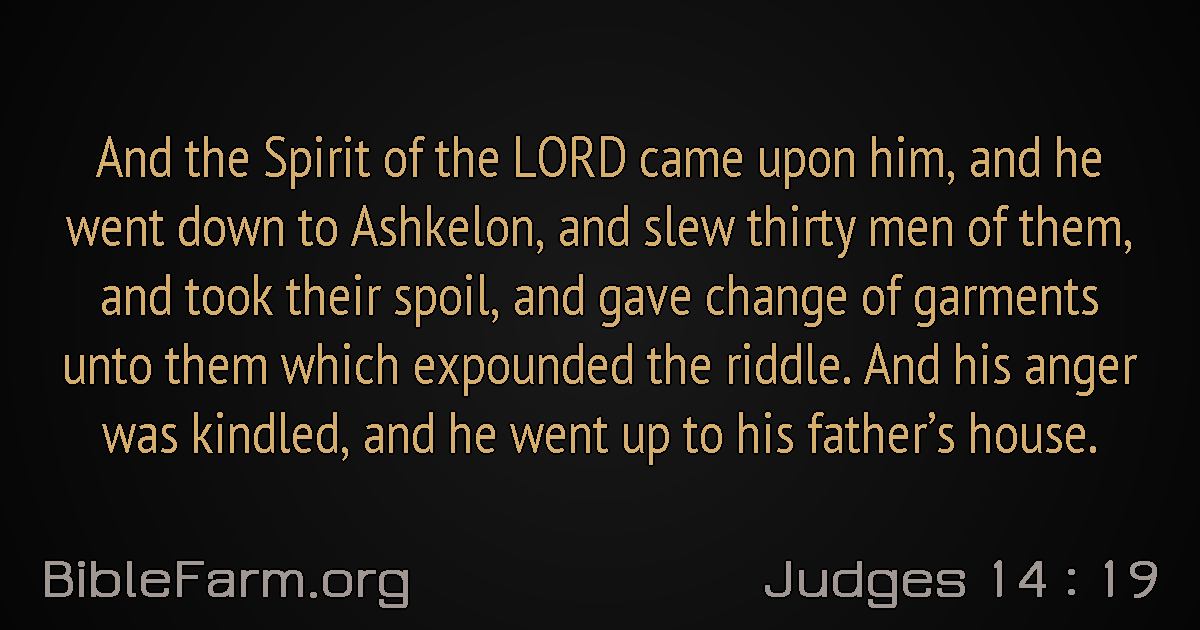 And the Spirit of the LORD came upon him, and he
went down to Ashkelon, and slew thirty men of them,
and took their spoil, and gave change of garments
unto them which expounded the riddle. And his anger
was kindled, and he went up to his father’s house.
BibleFarm.org
Judges 14 : 19